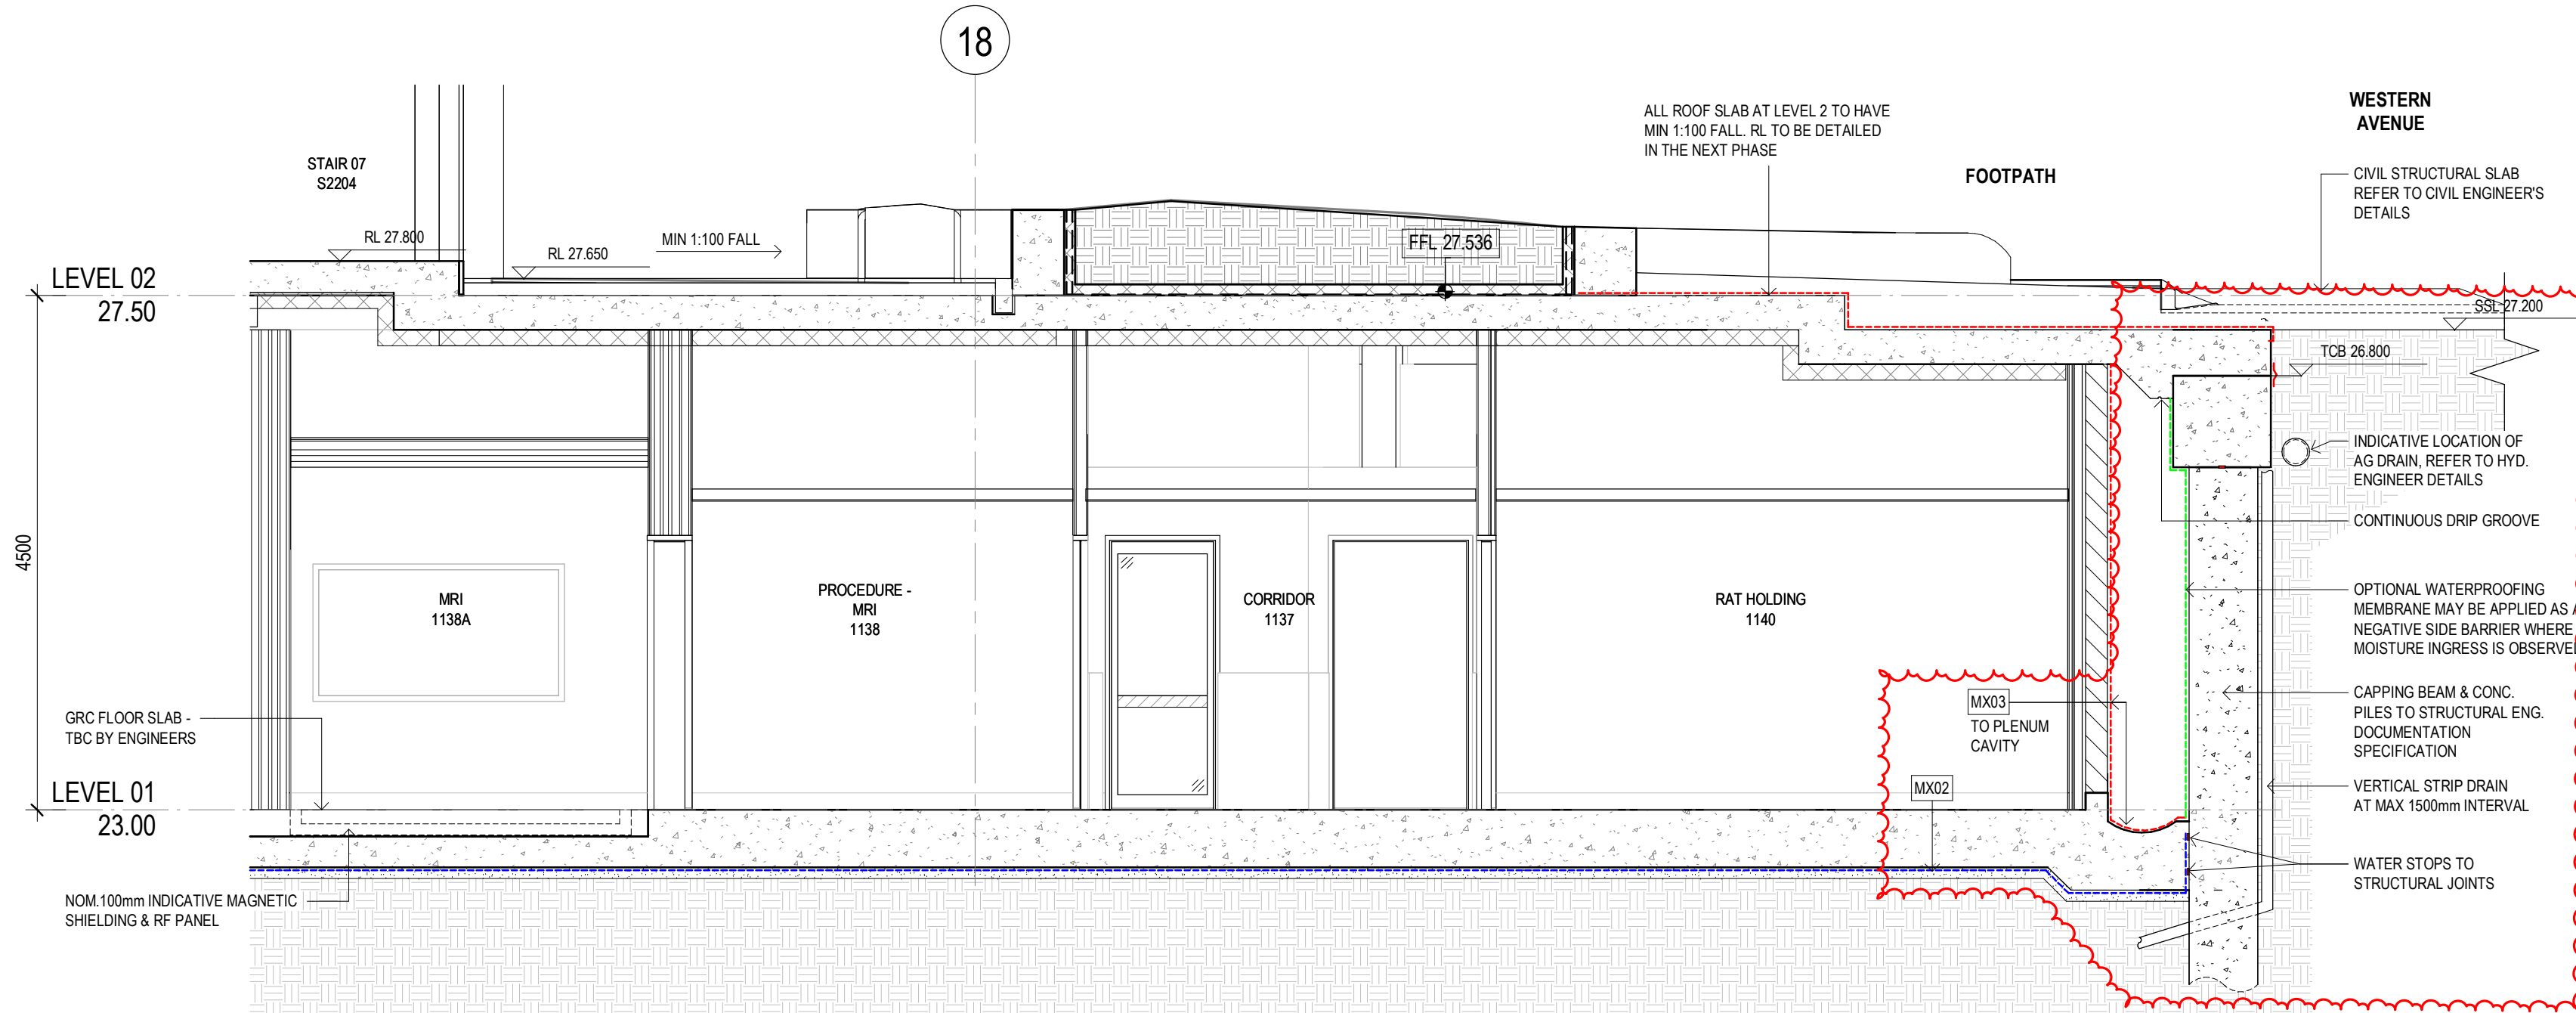 18
WESTERN
AVENUE
ALL ROOF SLAB AT LEVEL 2 TO HAVE
MIN 1:100 FALL. RL TO BE DETAILED
IN THE NEXT PHASE
FOOTPATH
STAIR 07
S2204
CIVIL STRUCTURAL SLAB
REFER TO CIVIL ENGINEER'S
DETAILS
RL 27.800
RL 27.650
MIN 1:100 FALL
FFL 27.536
LEVEL 02
27.50
SSL 27.200
TCB 26.800
INDICATIVE LOCATION OF
AG DRAIN, REFER TO HYD.
ENGINEER DETAILS
CONTINUOUS DRIP GROOVE
4500
MRI
1138A
PROCEDURE -
MRI
1138
CORRIDOR
1137
RAT HOLDING
1140
OPTIONAL WATERPROOFING
MEMBRANE MAY BE APPLIED AS A
NEGATIVE SIDE BARRIER WHERE
MOISTURE INGRESS IS OBSERVE
CAPPING BEAM & CONC.
PILES TO STRUCTURAL ENG.
DOCUMENTATION
SPECIFICATION
MX03
TO PLENUM
CAVITY
GRC FLOOR SLAB -
TBC BY ENGINEERS
MX02
VERTICAL STRIP DRAIN
AT MAX 1500mm INTERVAL
LEVEL 01
23.00
WATER STOPS TO
STRUCTURAL JOINTS
NOM.100mm INDICATIVE MAGNETIC
SHIELDING & RF PANEL